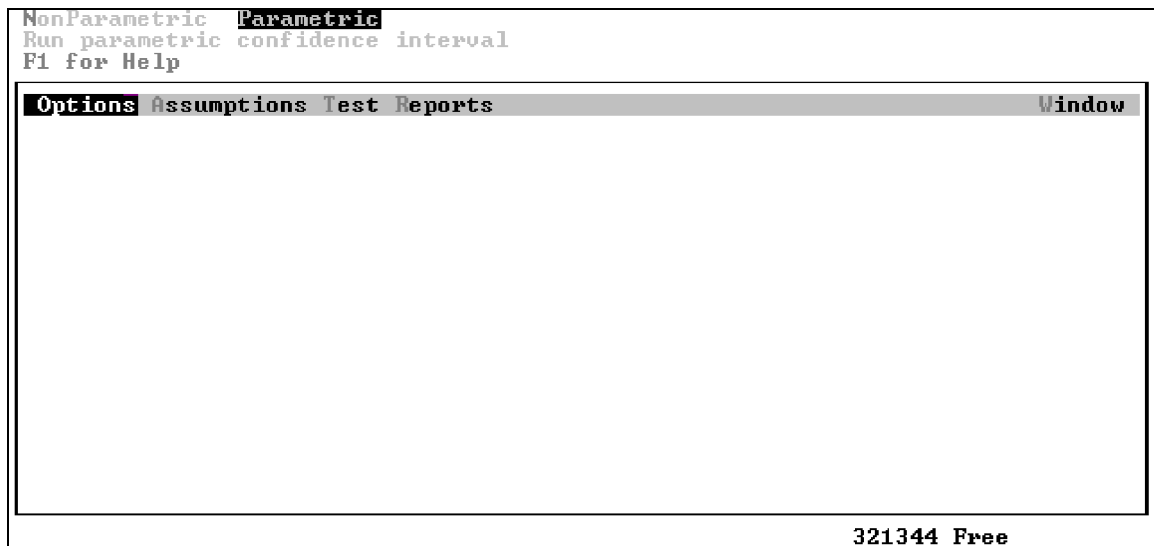 NonParametric Parametric
Run parametric confidence interval
F1 for Help
Options Assumptions Test Reports Window
321344 Free